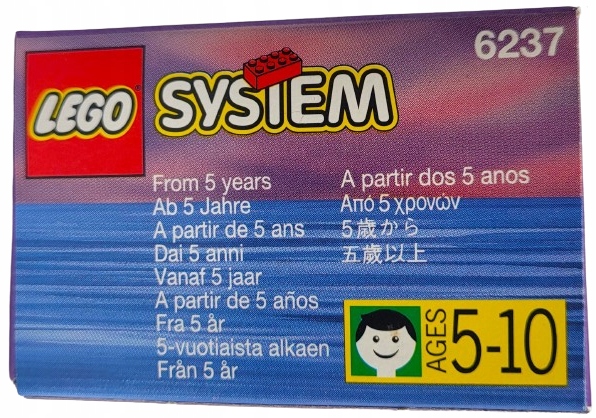 LEGO
SYSTEM
6237
From 5 years
Ab 5 Jahre
A partir de 5 ans
Dai 5 anni
Vanaf 5 jaar
A partir de 5 años
Fra 5 år
5-vuotiaista alkaen
Från 5 år
A partir dos 5 anos
Από 5 χρονών
5歳から
五歲以上
AGES
5-10